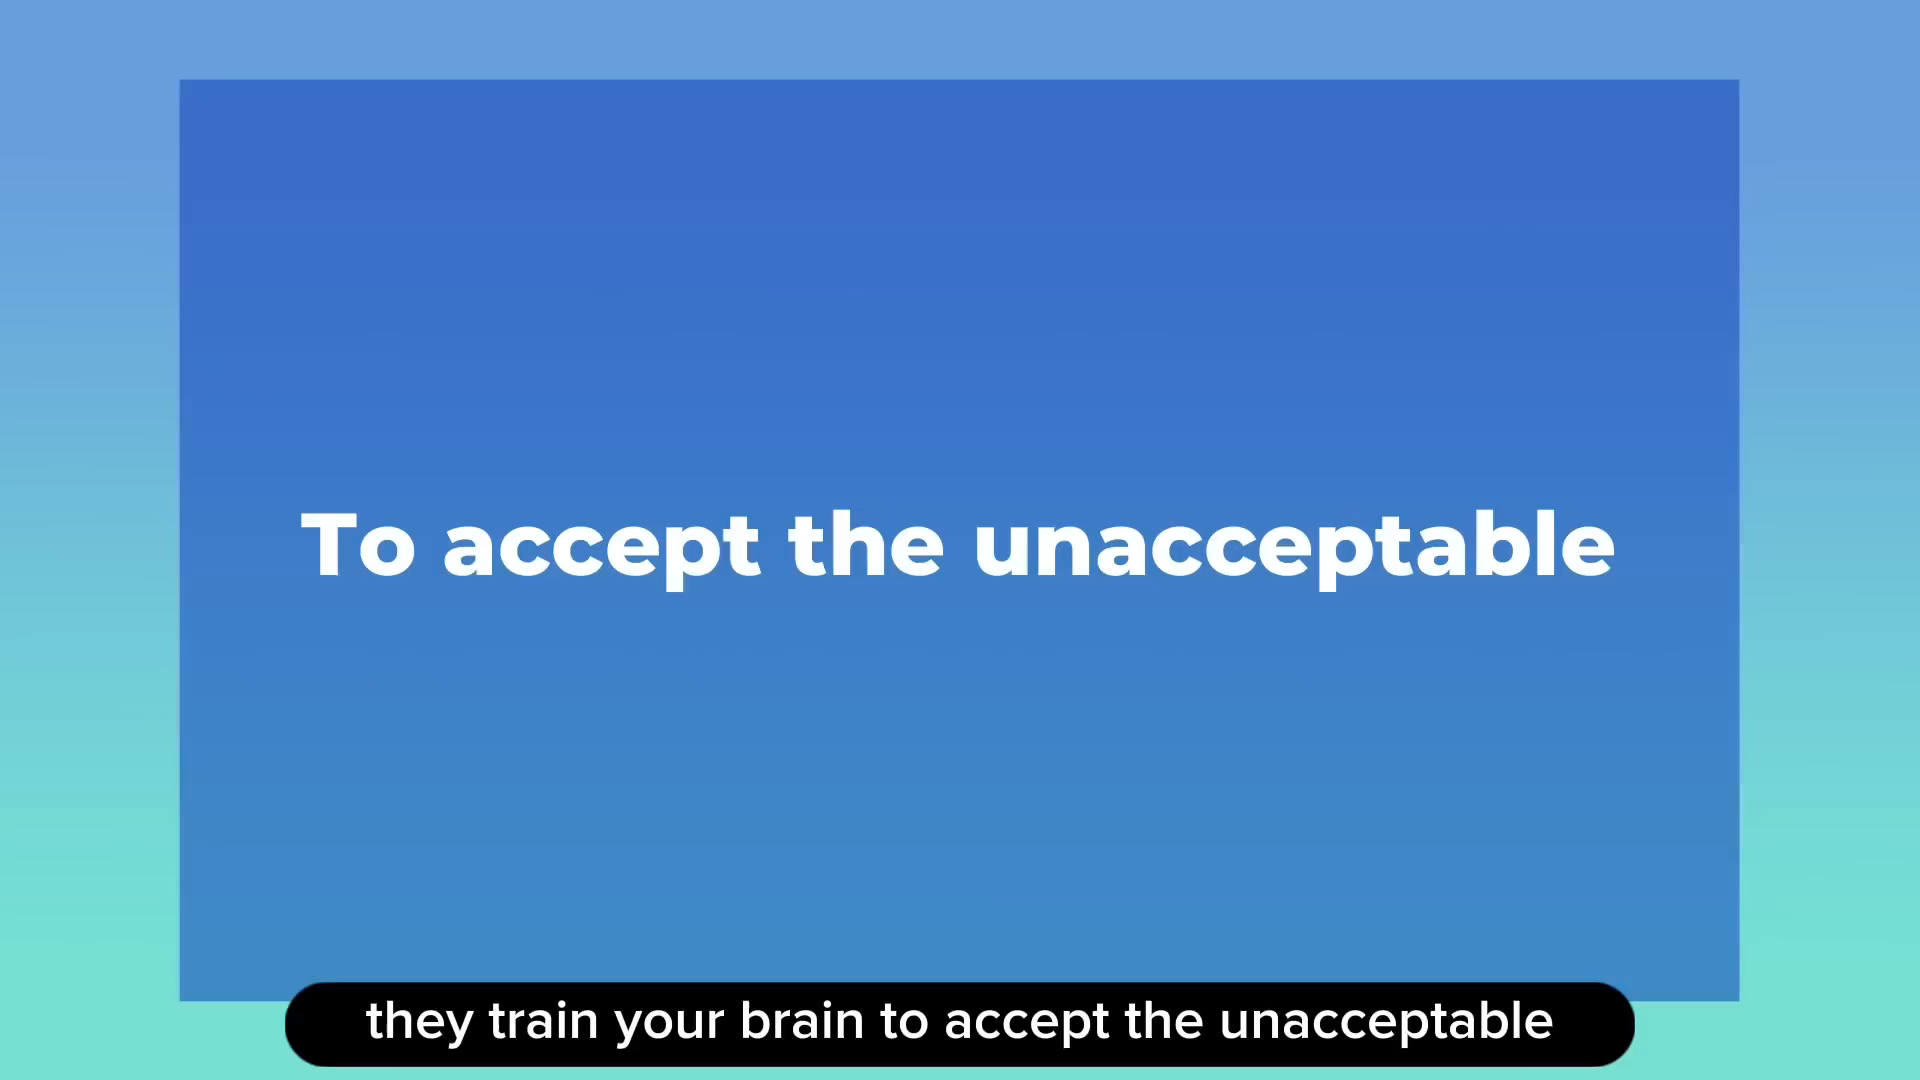 To accept the unacceptable
they train your brain to accept the unacceptable